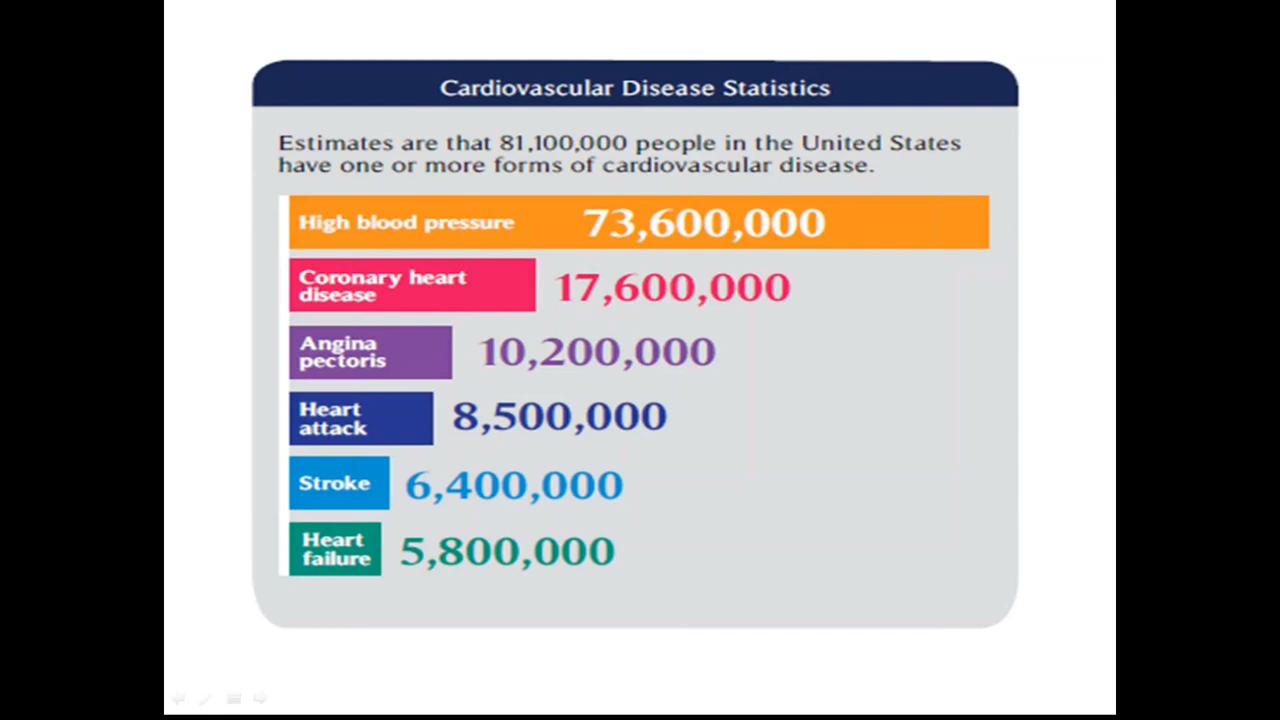 Cardiovascular Disease Statistics
Estimates are that 81,100,000 people in the United States
have one or more forms of cardiovascular disease.
High blood pressure 73,600,000
Coronary heart
disease
17,600,000
Angina
pectoris
10,200,000
Heart
attack
8,500,000
Stroke 6,400,000
Heart
failure
5,800,000